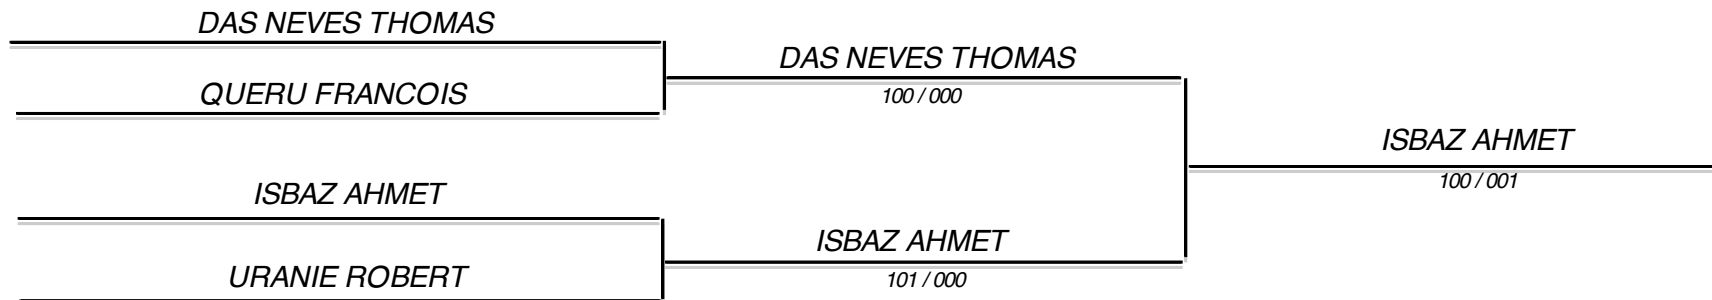 DAS NEVES THOMAS
QUERU FRANCOIS
DAS NEVES THOMAS
100 / 000
ISBAZ AHMET
URANIE ROBERT
ISBAZ AHMET
101 / 000
ISBAZ AHMET
100 / 001